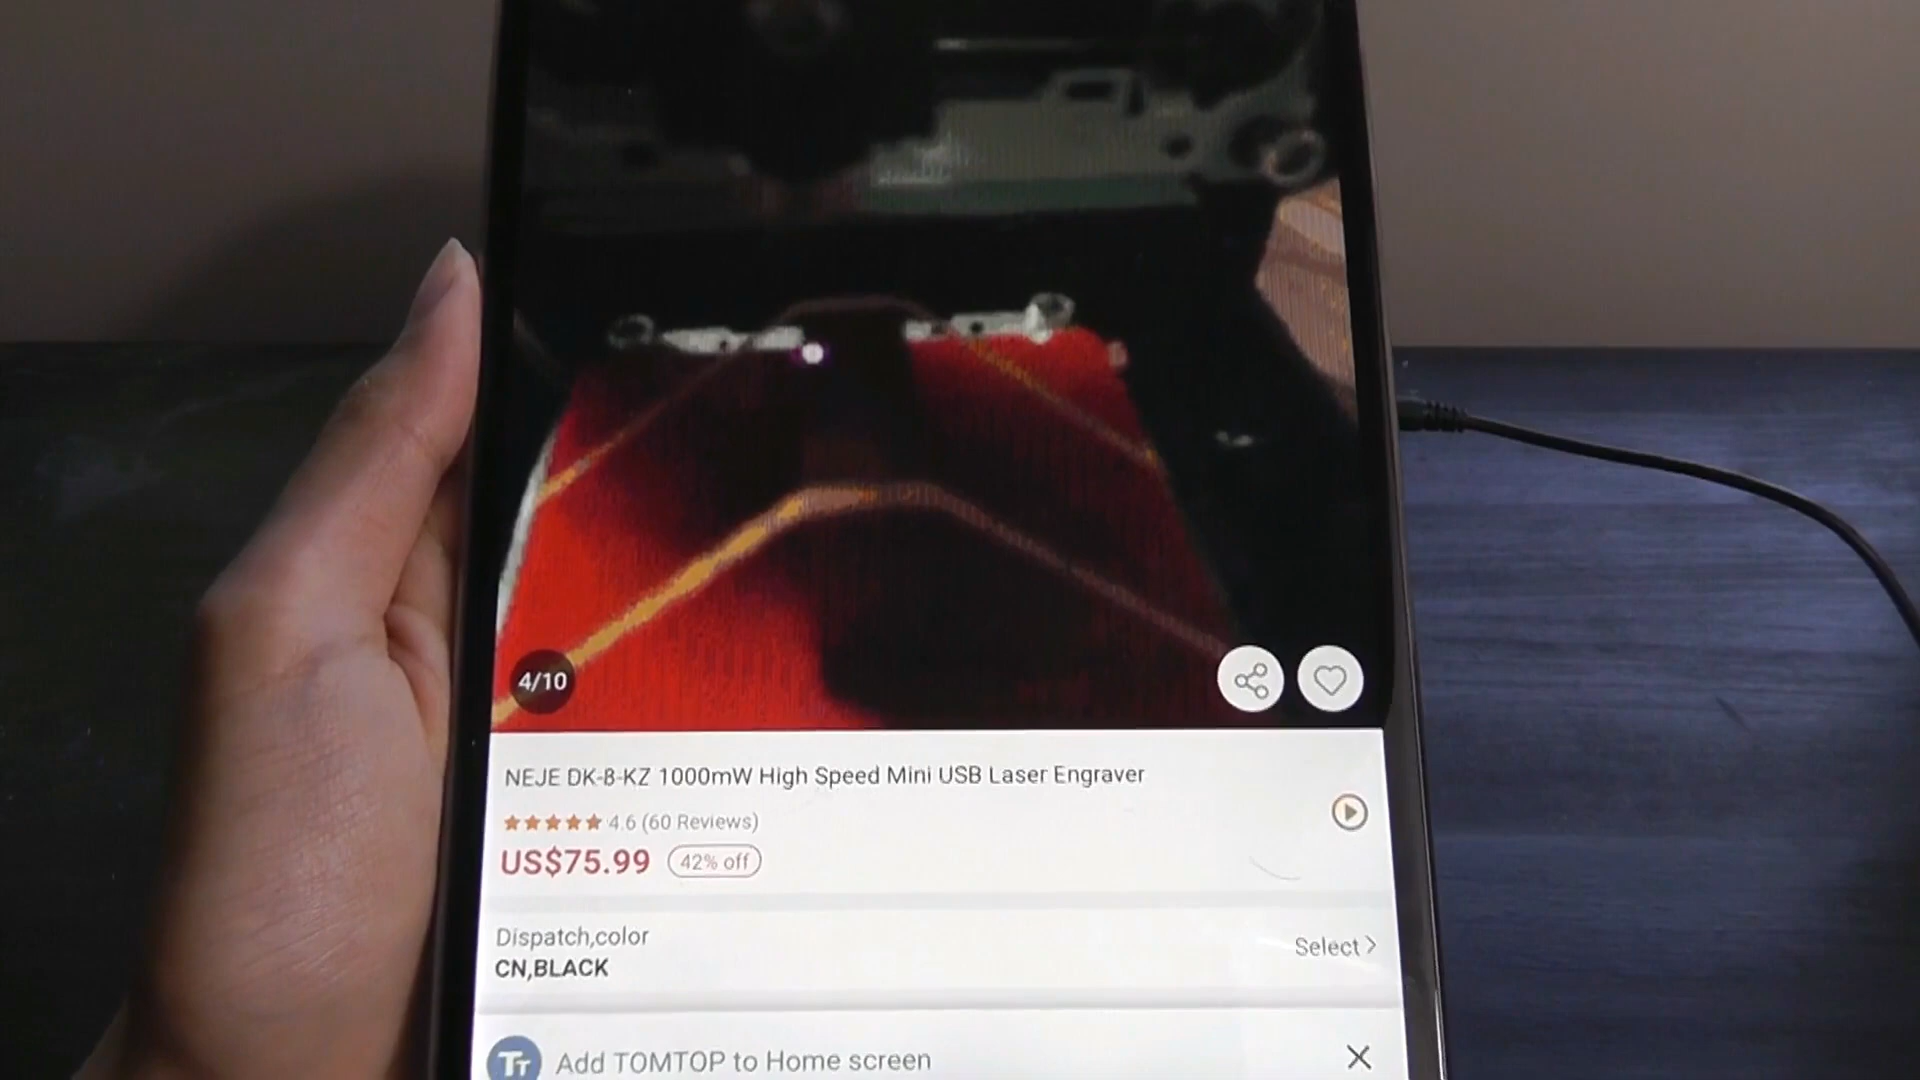 4/10
NEJE DK-8-KZ 1000mW High Speed Mini USB Laser Engraver
4.6 (60 Reviews)
US$75.99 42% off
Dispatch,color
Select >
CN,BLACK
TT Add TOMTOP to Home screen